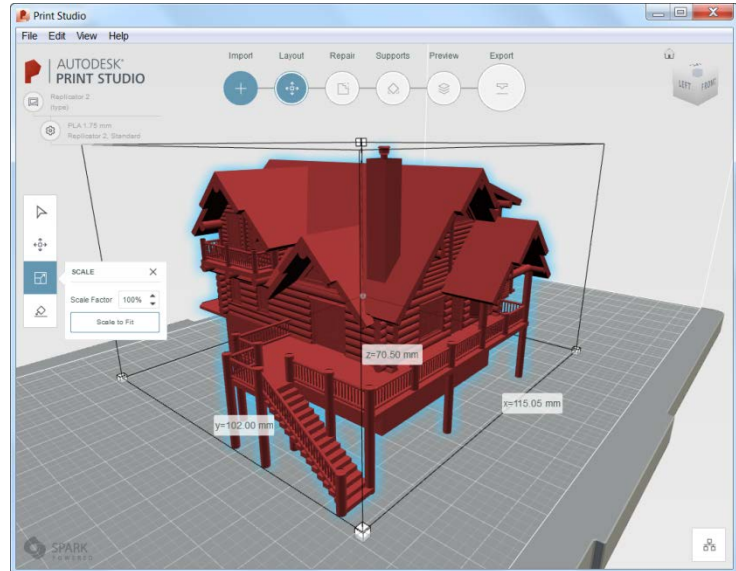 Print Studio
File Edit View Help
AUTODESK®
PRINT STUDIO
Import Layout Repair Supports Preview Export
LEFT FRONT
Replicator 2
(type)
PLA 1.75 mm
Replicator 2, Standard
SCALE
Scale Factor 100%
Scale to Fit
z=70.50 mm
x=115.05 mm
y=102.00 mm
SPARK
POWERED